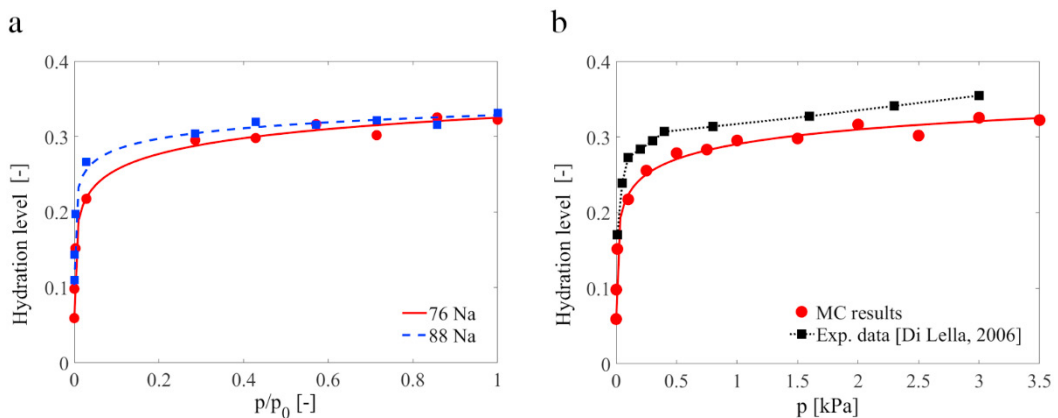 a
Hydration level [-]
0.4
0.3
0.2
0.1
0
0 0.2 0.4 0.6 0.8 1
p/p0 [-]
76 Na
88 Na
b
Hydration level [-]
0.4
0.3
0.2
0.1
0
0 0.5 1 1.5 2 2.5 3 3.5
p [kPa]
MC results
Exp. data [Di Lella, 2006]